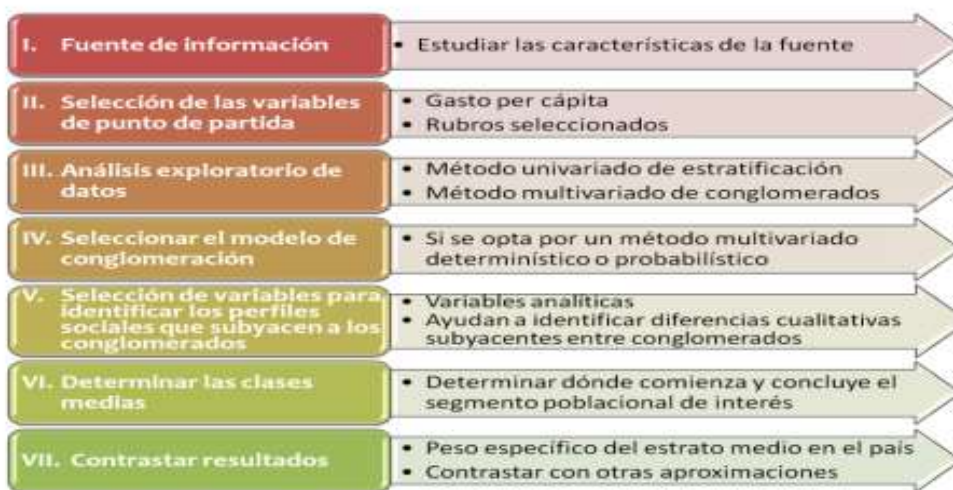 I. Fuente de información
• Estudiar las características de la fuente
II. Selección de las variables
de punto de partida
• Gasto per cápita
• Rubros seleccionados
III. Análisis exploratorio de
datos
• Método univariado de estratificación
• Método multivariado de conglomerados
IV. Seleccionar el modelo de
conglomeración
• Si se opta por un método multivariado
determinístico o probabilístico
V. Selección de variables para
identificar los perfiles
sociales que subyacen a los
conglomerados
• Variables analíticas
• Ayudan a identificar diferencias cualitativas
subyacentes entre conglomerados
VI. Determinar las clases
medias
• Determinar dónde comienza y concluye el
segmento poblacional de interés
VII. Contrastar resultados
• Peso específico del estrato medio en el país
• Contrastar con otras aproximaciones